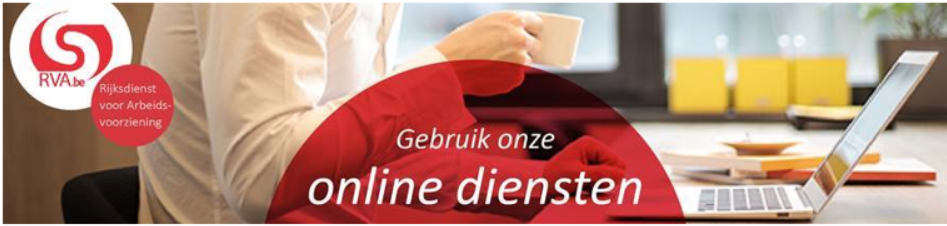 RVA.be
Rijksdienst
voor Arbeids-
voorziening
Gebruik onze
online diensten